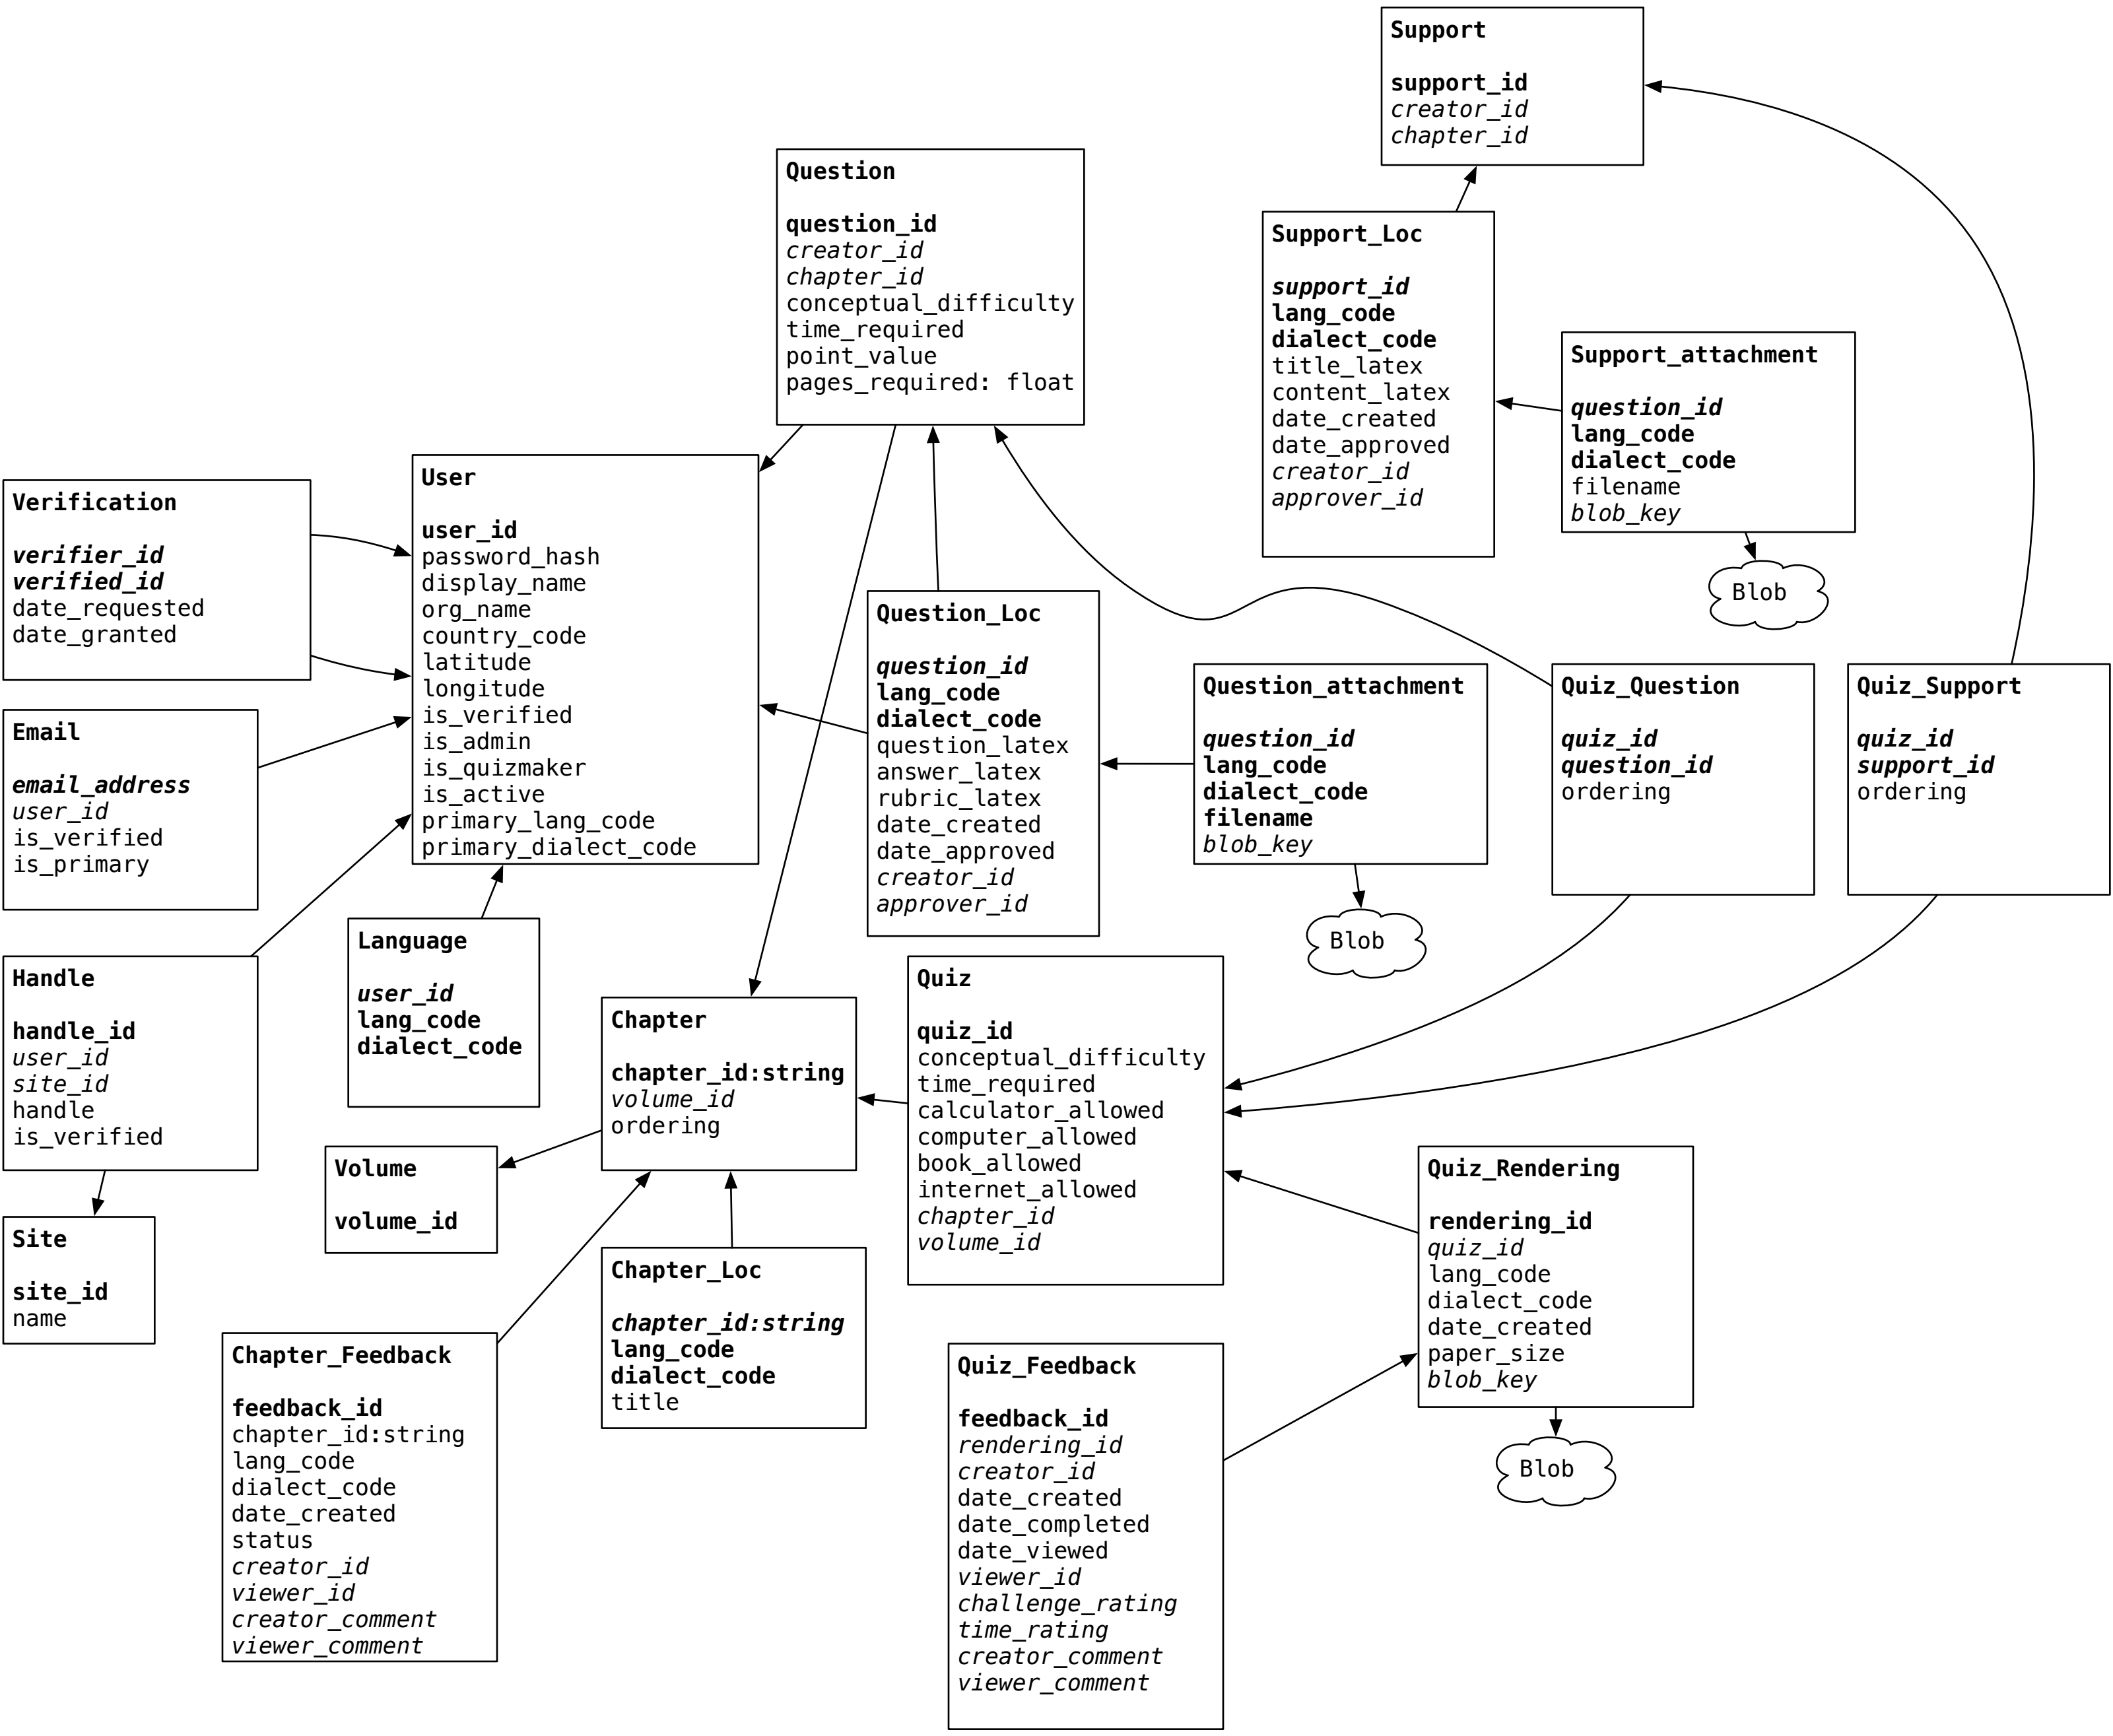 Support
support_id
creator_id
chapter_id
Question
question_id
creator_id
chapter_id
conceptual_difficulty
time_required
point_value
pages_required: float
Support_Loc
support_id
lang_code
dialect_code
title_latex
content_latex
date_created
date_approved
creator_id
approver_id
Support_attachment
question_id
lang_code
dialect_code
filename
blob_key
Blob
User
user_id
password_hash
display_name
org_name
country_code
latitude
longitude
is_verified
is_admin
is_quizmaker
is_active
primary_lang_code
primary_dialect_code
Verification
verifier_id
verified_id
date_requested
date_granted
Email
email_address
user_id
is_verified
is_primary
Question_Loc
question_id
lang_code
dialect_code
question_latex
answer_latex
rubric_latex
date_created
date_approved
creator_id
approver_id
Question_attachment
question_id
lang_code
dialect_code
filename
blob_key
Blob
Quiz_Question
quiz_id
question_id
ordering
Quiz_Support
quiz_id
support_id
ordering
Handle
handle_id
user_id
site_id
handle
is_verified
Language
user_id
lang_code
dialect_code
Chapter
chapter_id:string
volume_id
ordering
Quiz
quiz_id
conceptual_difficulty
time_required
calculator_allowed
computer_allowed
book_allowed
internet_allowed
chapter_id
volume_id
Volume
volume_id
Site
site_id
name
Chapter_Loc
chapter_id:string
lang_code
dialect_code
title
Quiz_Rendering
rendering_id
quiz_id
lang_code
dialect_code
date_created
paper_size
blob_key
Blob
Chapter_Feedback
feedback_id
chapter_id:string
lang_code
dialect_code
date_created
status
creator_id
viewer_id
creator_comment
viewer_comment
Quiz_Feedback
feedback_id
rendering_id
creator_id
date_created
date_completed
date_viewed
viewer_id
challenge_rating
time_rating
creator_comment
viewer_comment